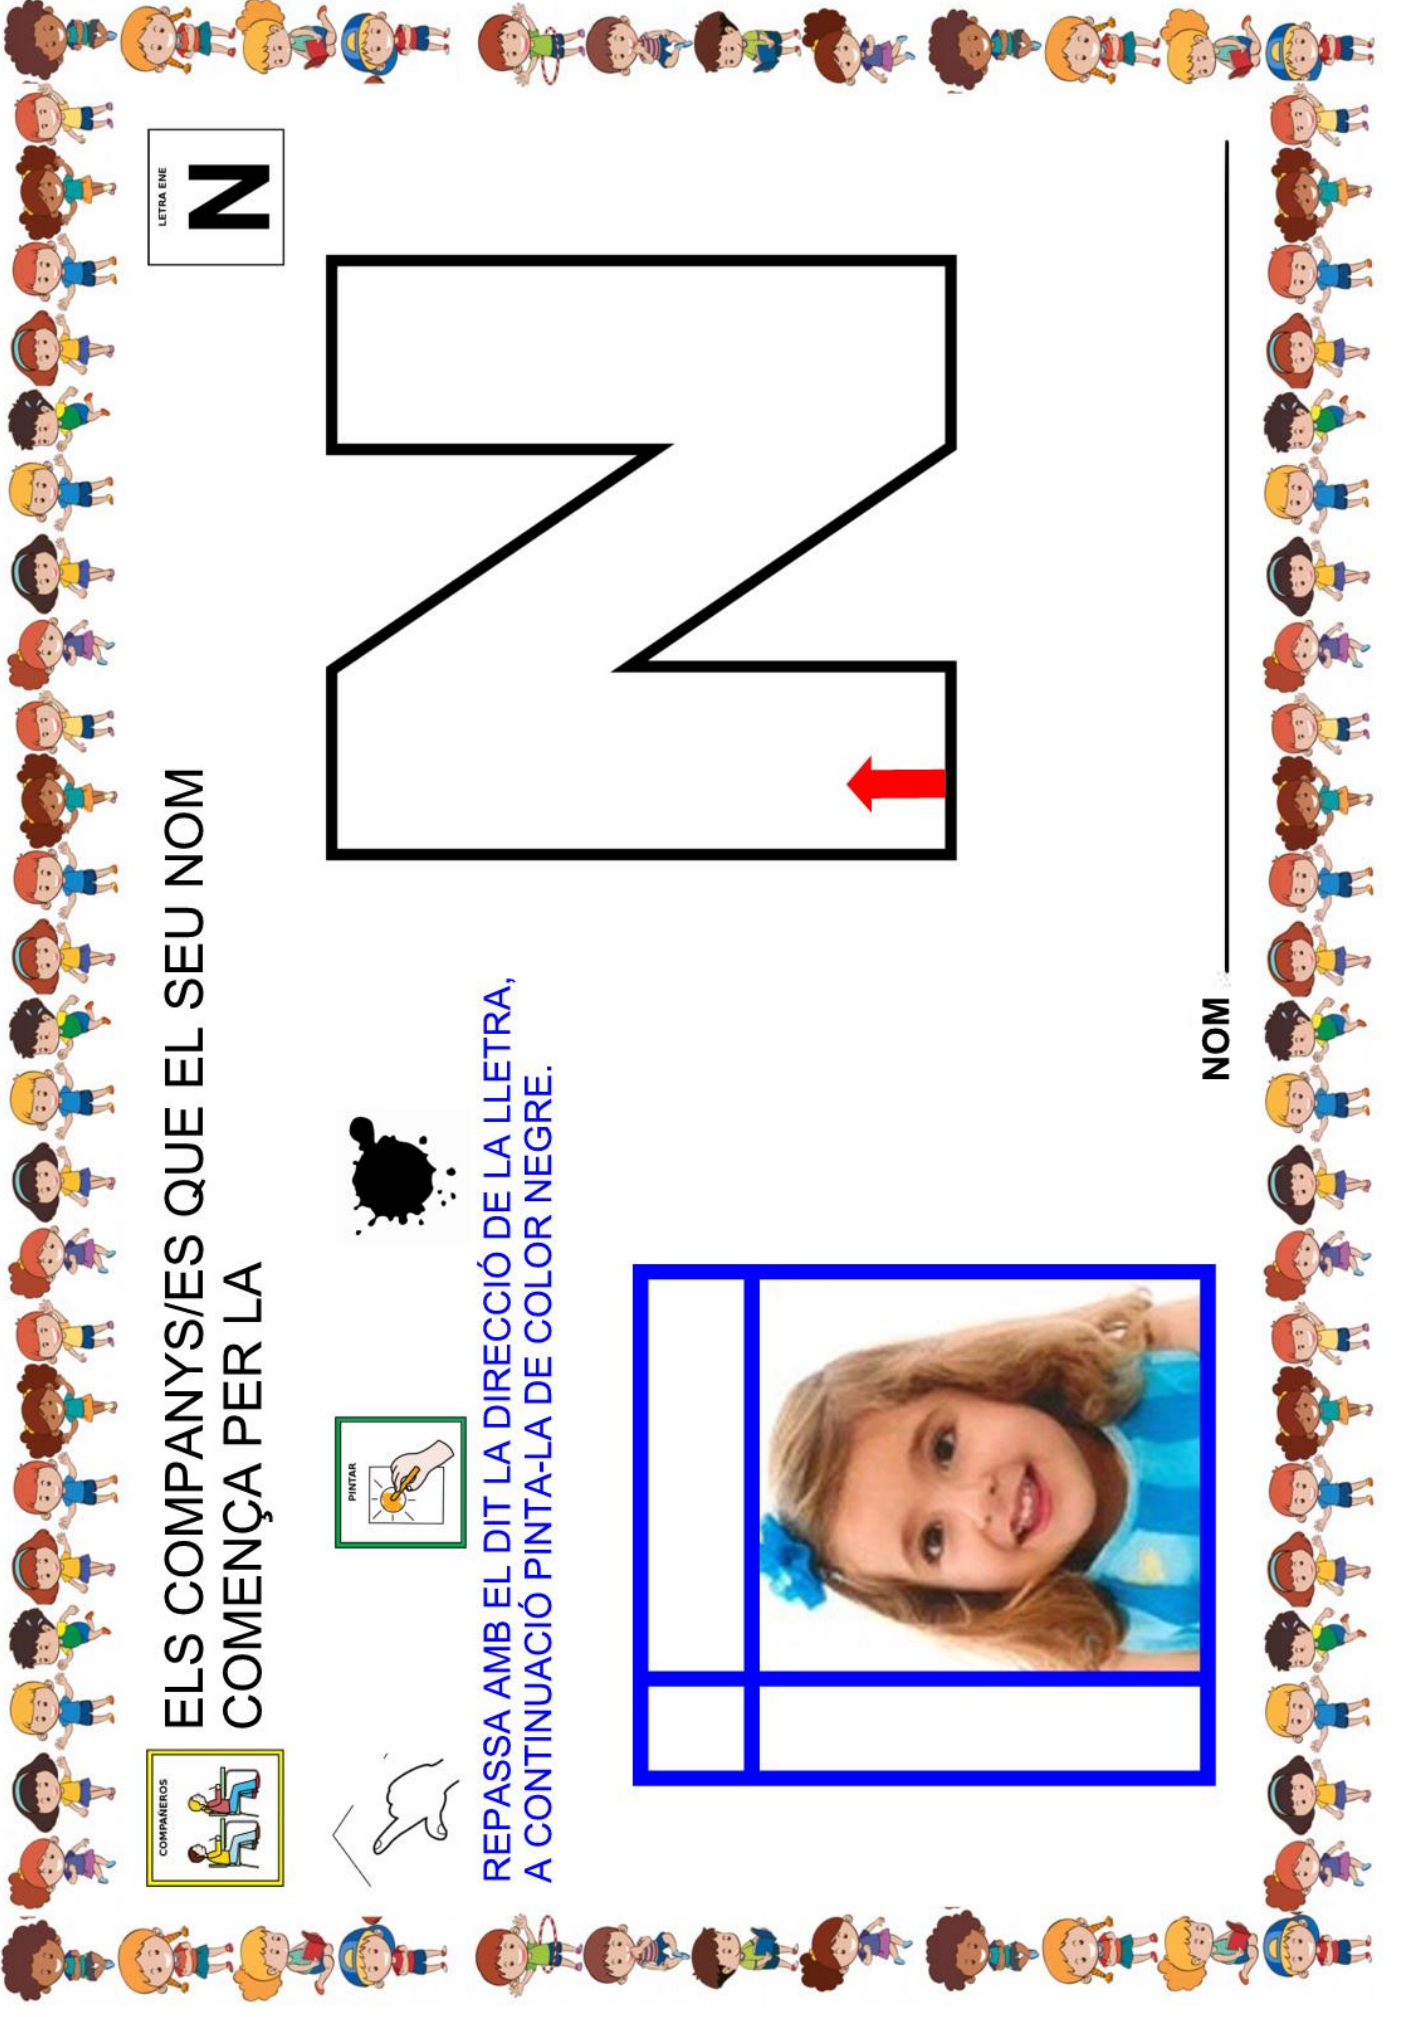 COMPAÑEROS
ELS COMPANYS/ES QUE EL SEU NOM
COMENÇA PER LA
LETRA ENE
N
PINTAR
REPASSA AMB EL DIT LA DIRECCIÓ DE LA LLETRA,
A CONTINUACIÓ PINTA-LA DE COLOR NEGRE.
N
NOM